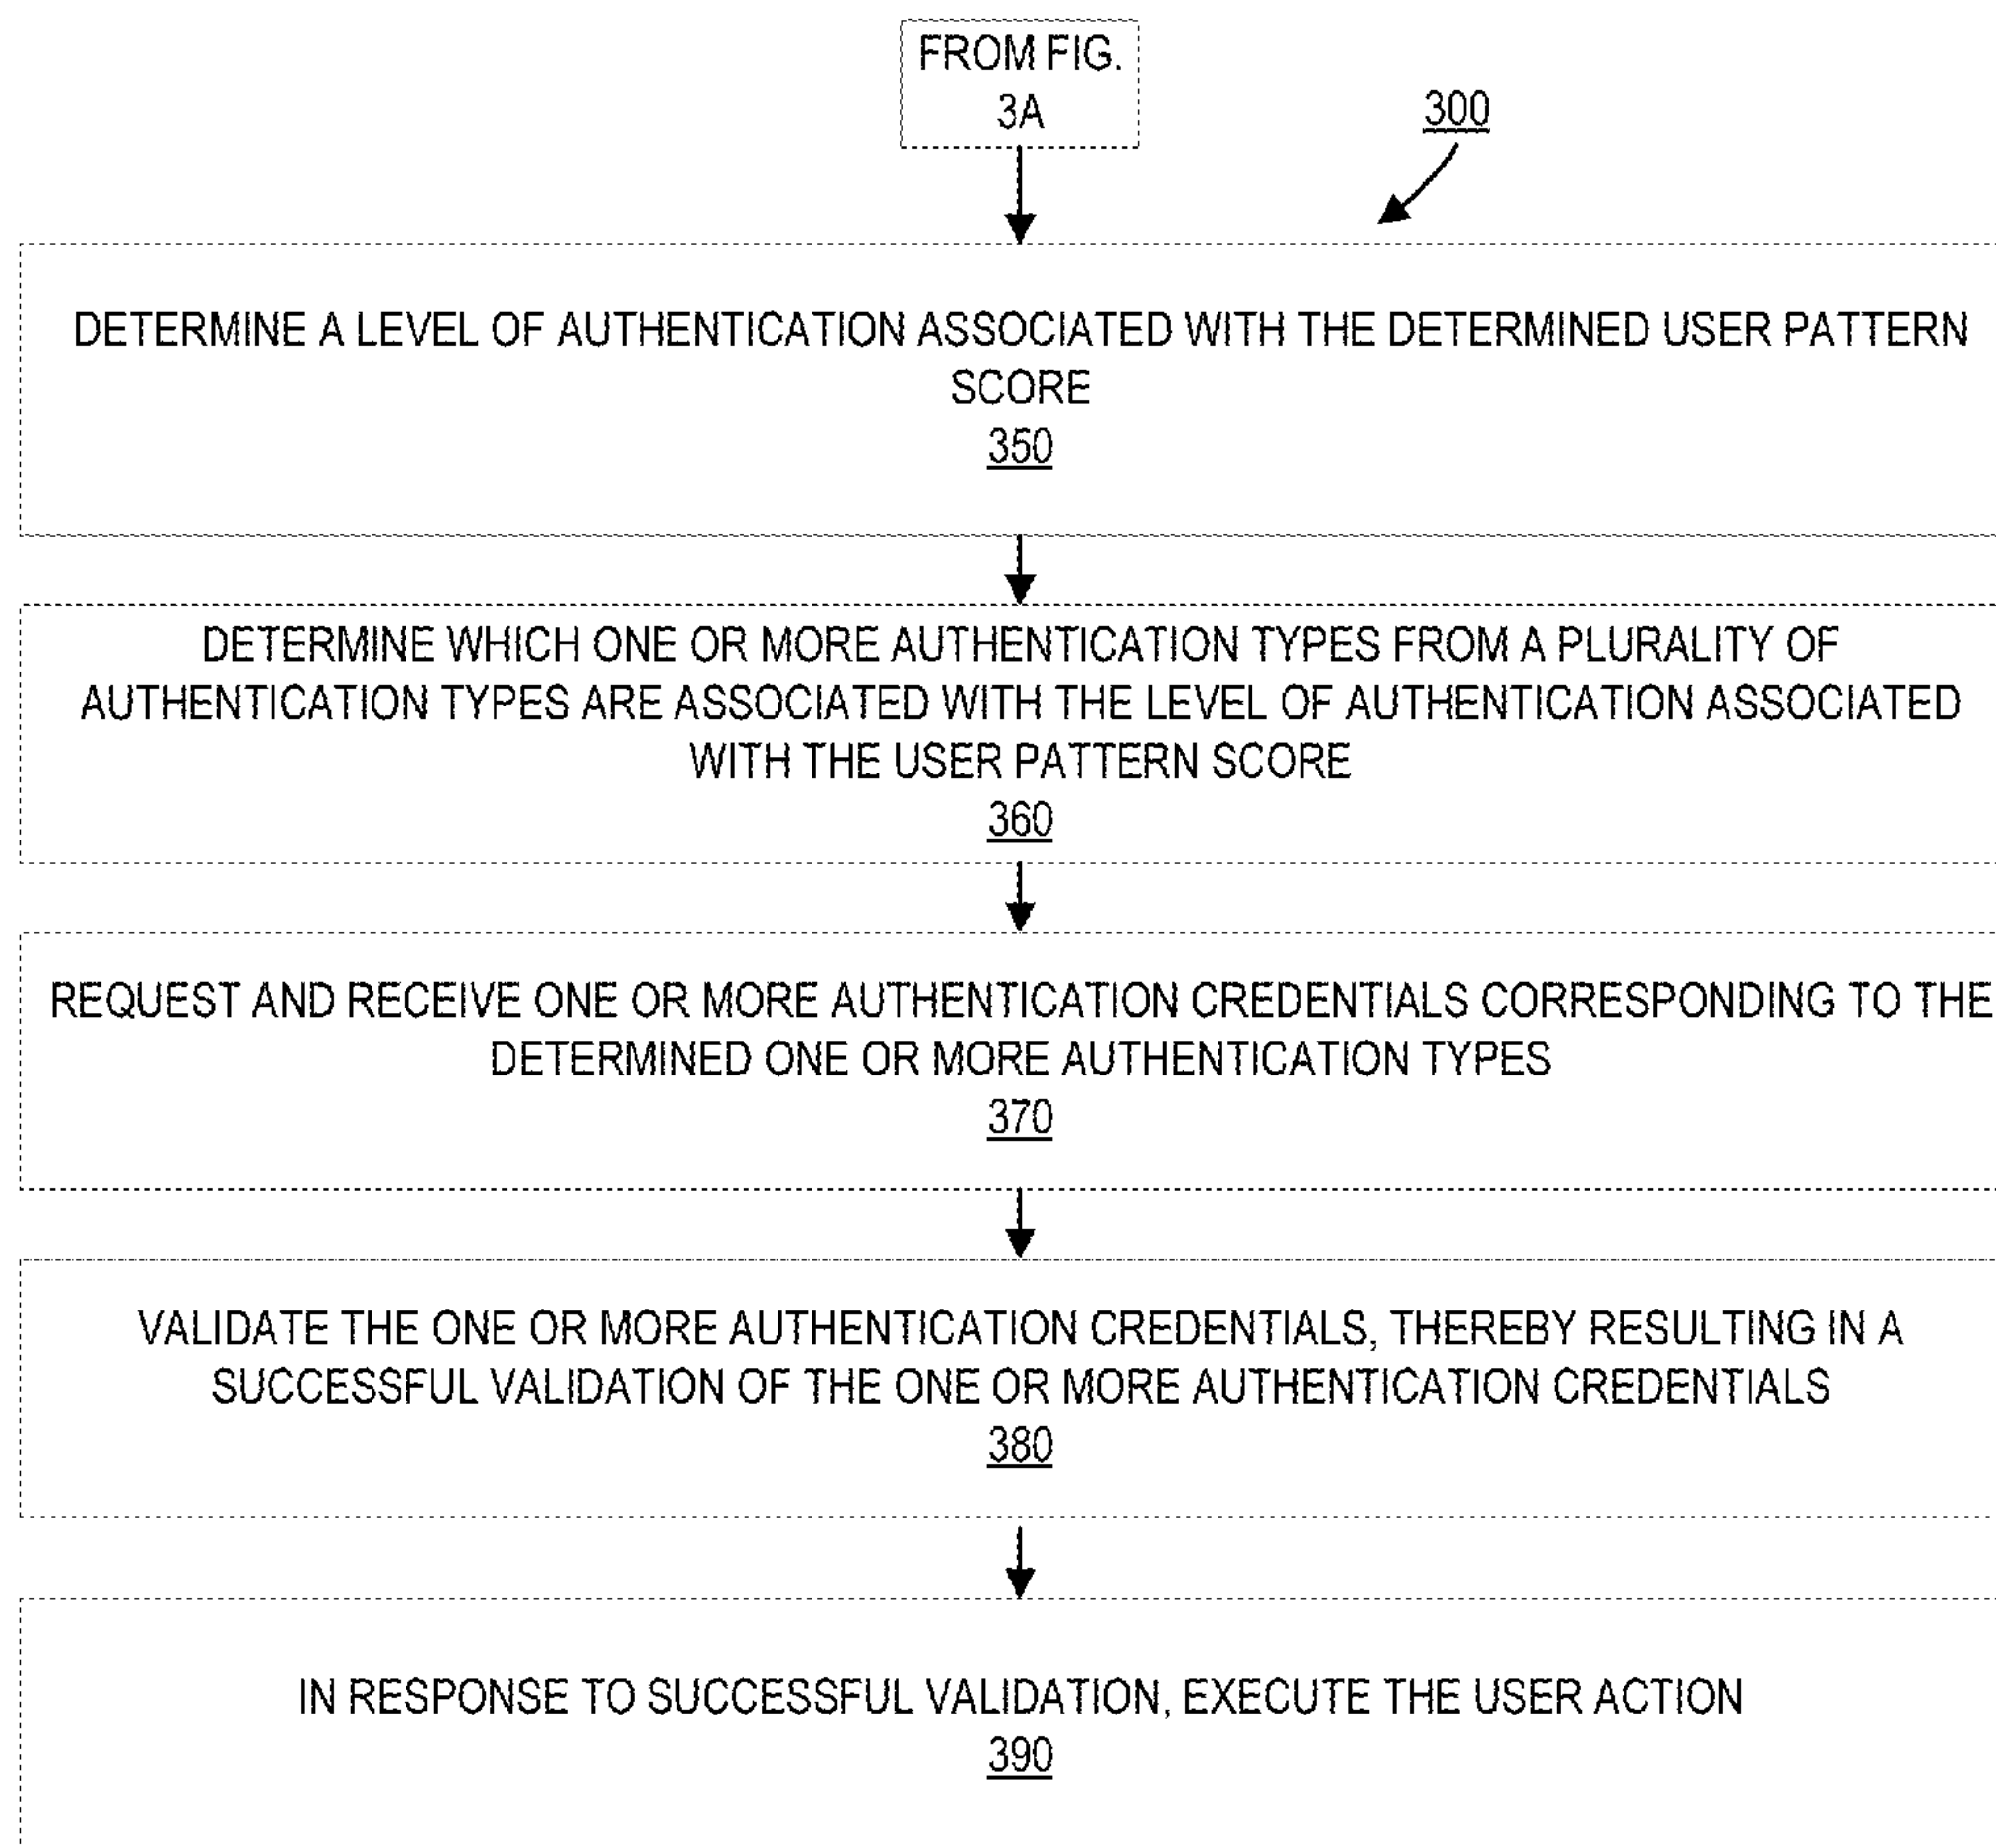 FROM FIG.
3A
300
DETERMINE A LEVEL OF AUTHENTICATION ASSOCIATED WITH THE DETERMINED USER PATTERN
SCORE
350
DETERMINE WHICH ONE OR MORE AUTHENTICATION TYPES FROM A PLURALITY OF
AUTHENTICATION TYPES ARE ASSOCIATED WITH THE LEVEL OF AUTHENTICATION ASSOCIATED
WITH THE USER PATTERN SCORE
360
REQUEST AND RECEIVE ONE OR MORE AUTHENTICATION CREDENTIALS CORRESPONDING TO THE
DETERMINED ONE OR MORE AUTHENTICATION TYPES
370
VALIDATE THE ONE OR MORE AUTHENTICATION CREDENTIALS, THEREBY RESULTING IN A
SUCCESSFUL VALIDATION OF THE ONE OR MORE AUTHENTICATION CREDENTIALS
380
IN RESPONSE TO SUCCESSFUL VALIDATION, EXECUTE THE USER ACTION
390